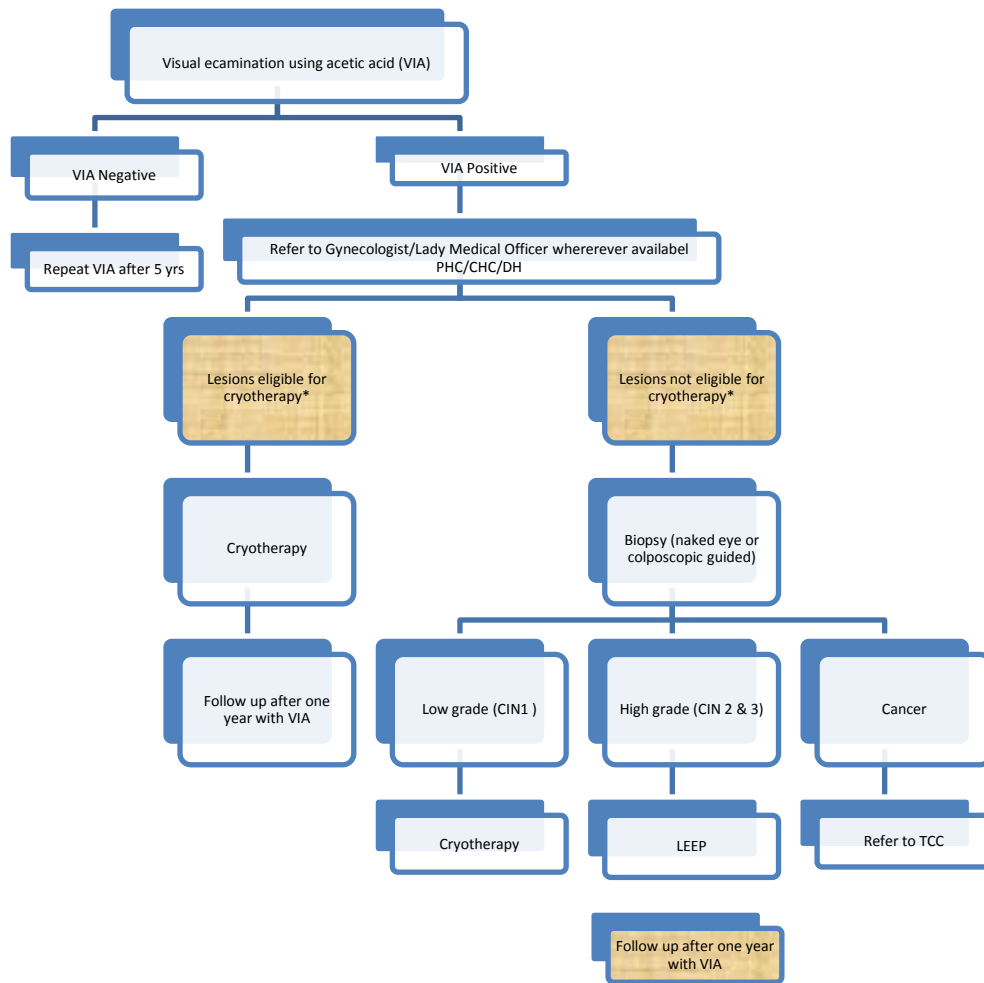 Visual ecamination using acetic acid (VIA)
VIA Negative
VIA Positive
Repeat VIA after 5 yrs
Refer to Gynecologist/Lady Medical Officer whererever availabel
PHC/CHC/DH
Lesions eligible for
cryotherapy*
Lesions not eligible for
cryotherapy*
Cryotherapy
Biopsy (naked eye or
colposcopic guided)
Follow up after one
year with VIA
Low grade (CIN1 )
High grade (CIN 2 & 3)
Cancer
Cryotherapy
LEEP
Refer to TCC
Follow up after one year
with VIA